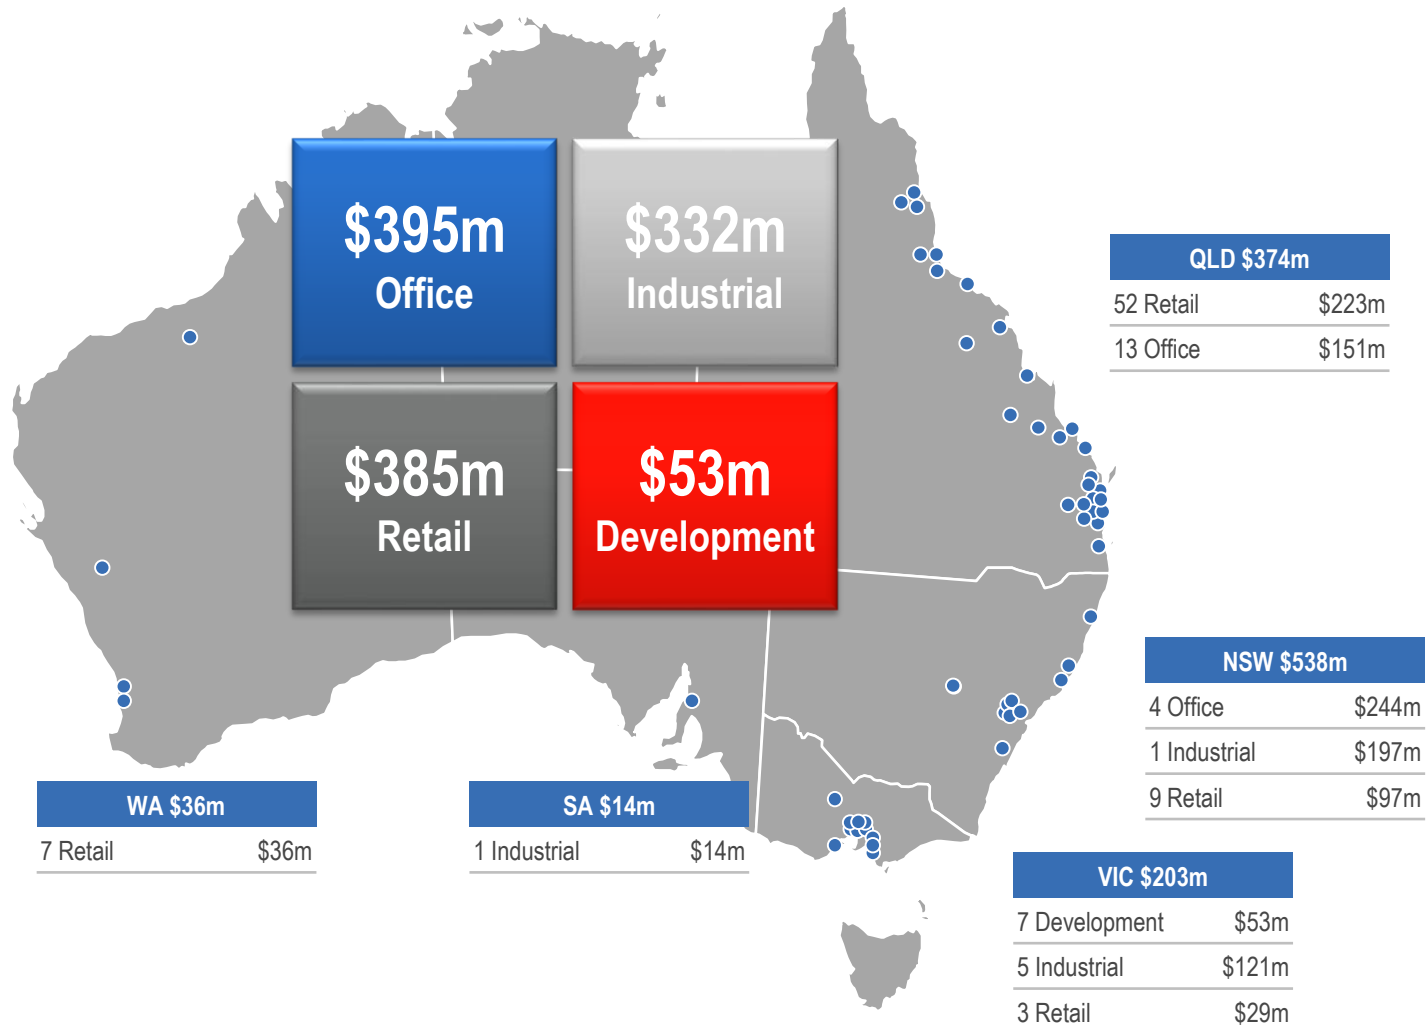 $395m
Office
$332m
Industrial
$385m
Retail
$53m
Development
QLD $374m
52 Retail $223m
13 Office $151m
NSW $538m
4 Office $244m
1 Industrial $197m
9 Retail $97m
WA $36m
7 Retail $36m
SA $14m
1 Industrial $14m
VIC $203m
7 Development $53m
5 Industrial $121m
3 Retail $29m